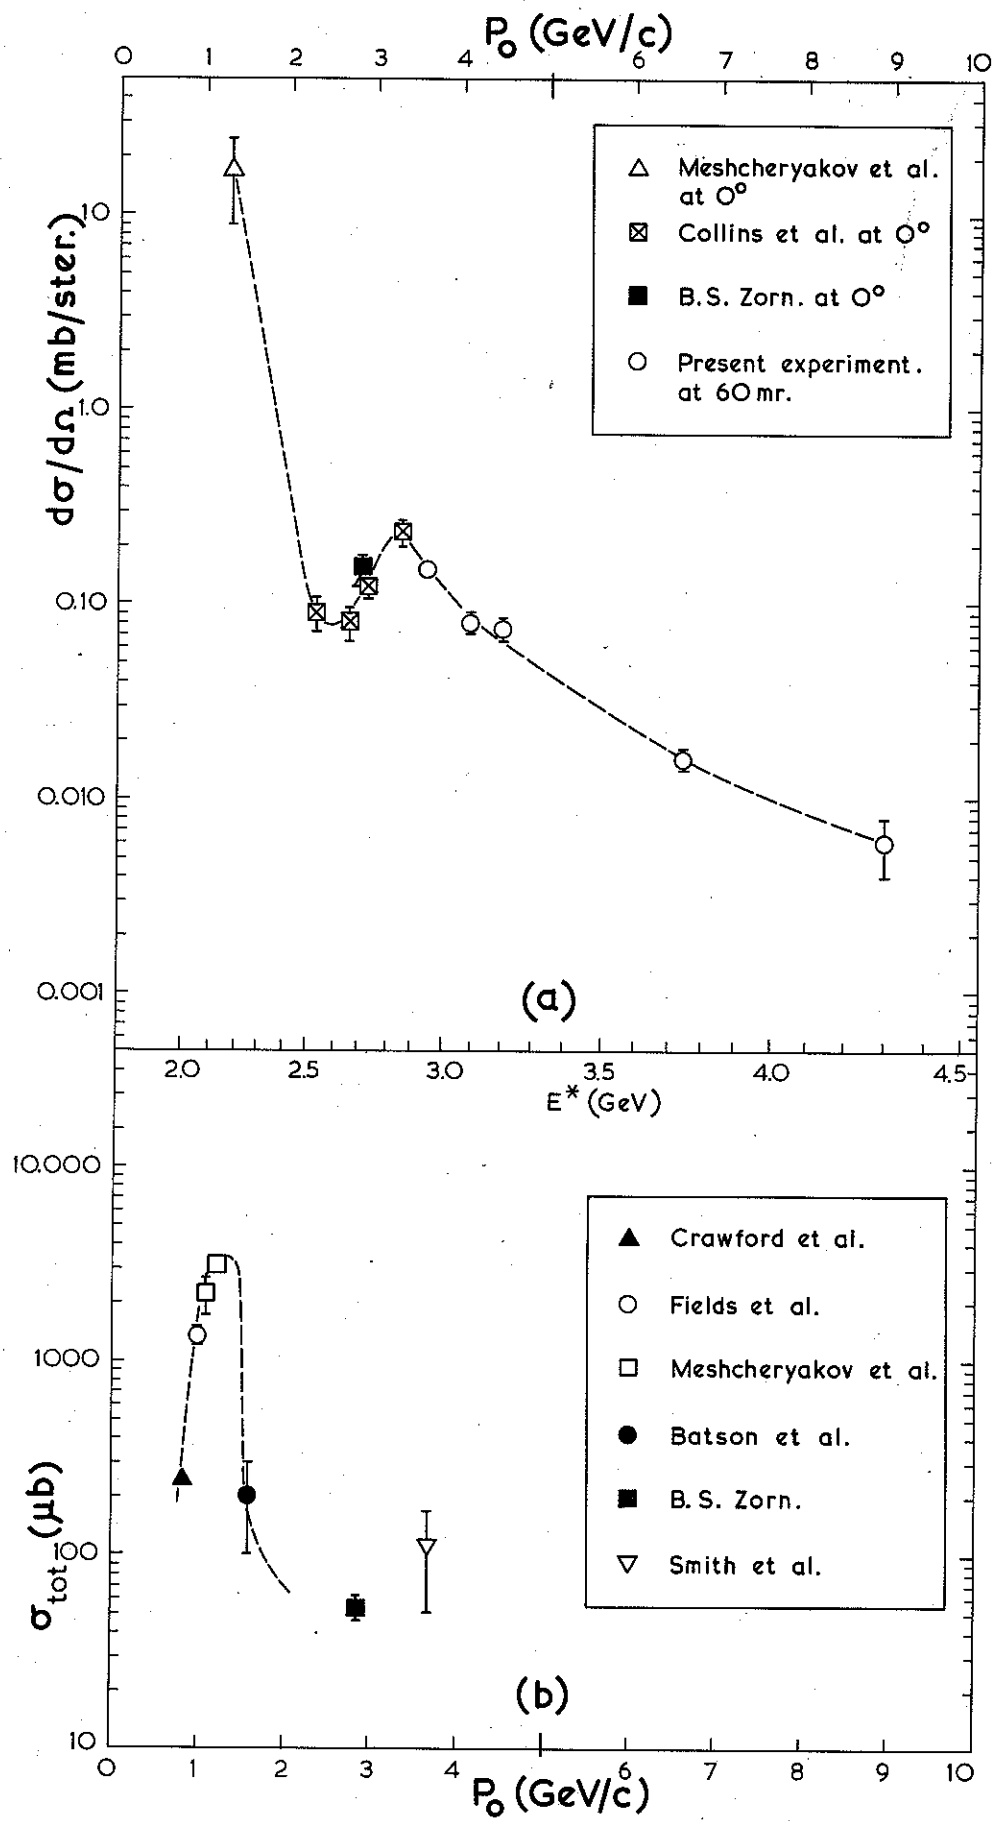 P₀ (GeV/c)
0 1 2 3 4 5 6 7 8 9 10
dσ/dΩ (mb/ster.)
10
1.0
0.10
0.010
0.001
△ Meshcheryakov et al.
at 0°
Collins et al. at 0°
■ B.S. Zorn. at 0°
○ Present experiment.
at 60 mr.
(a)
2.0 2.5 3.0 3.5 4.0 4.5
E* (GeV)
σtot (μb)
10.000
1000
100
10
▲ Crawford et al.
○ Fields et al.
□ Meshcheryakov et al.
● Batson et al.
■ B.S. Zorn.
▽ Smith et al.
(b)
0 1 2 3 4 5 6 7 8 9 10
P₀ (GeV/c)